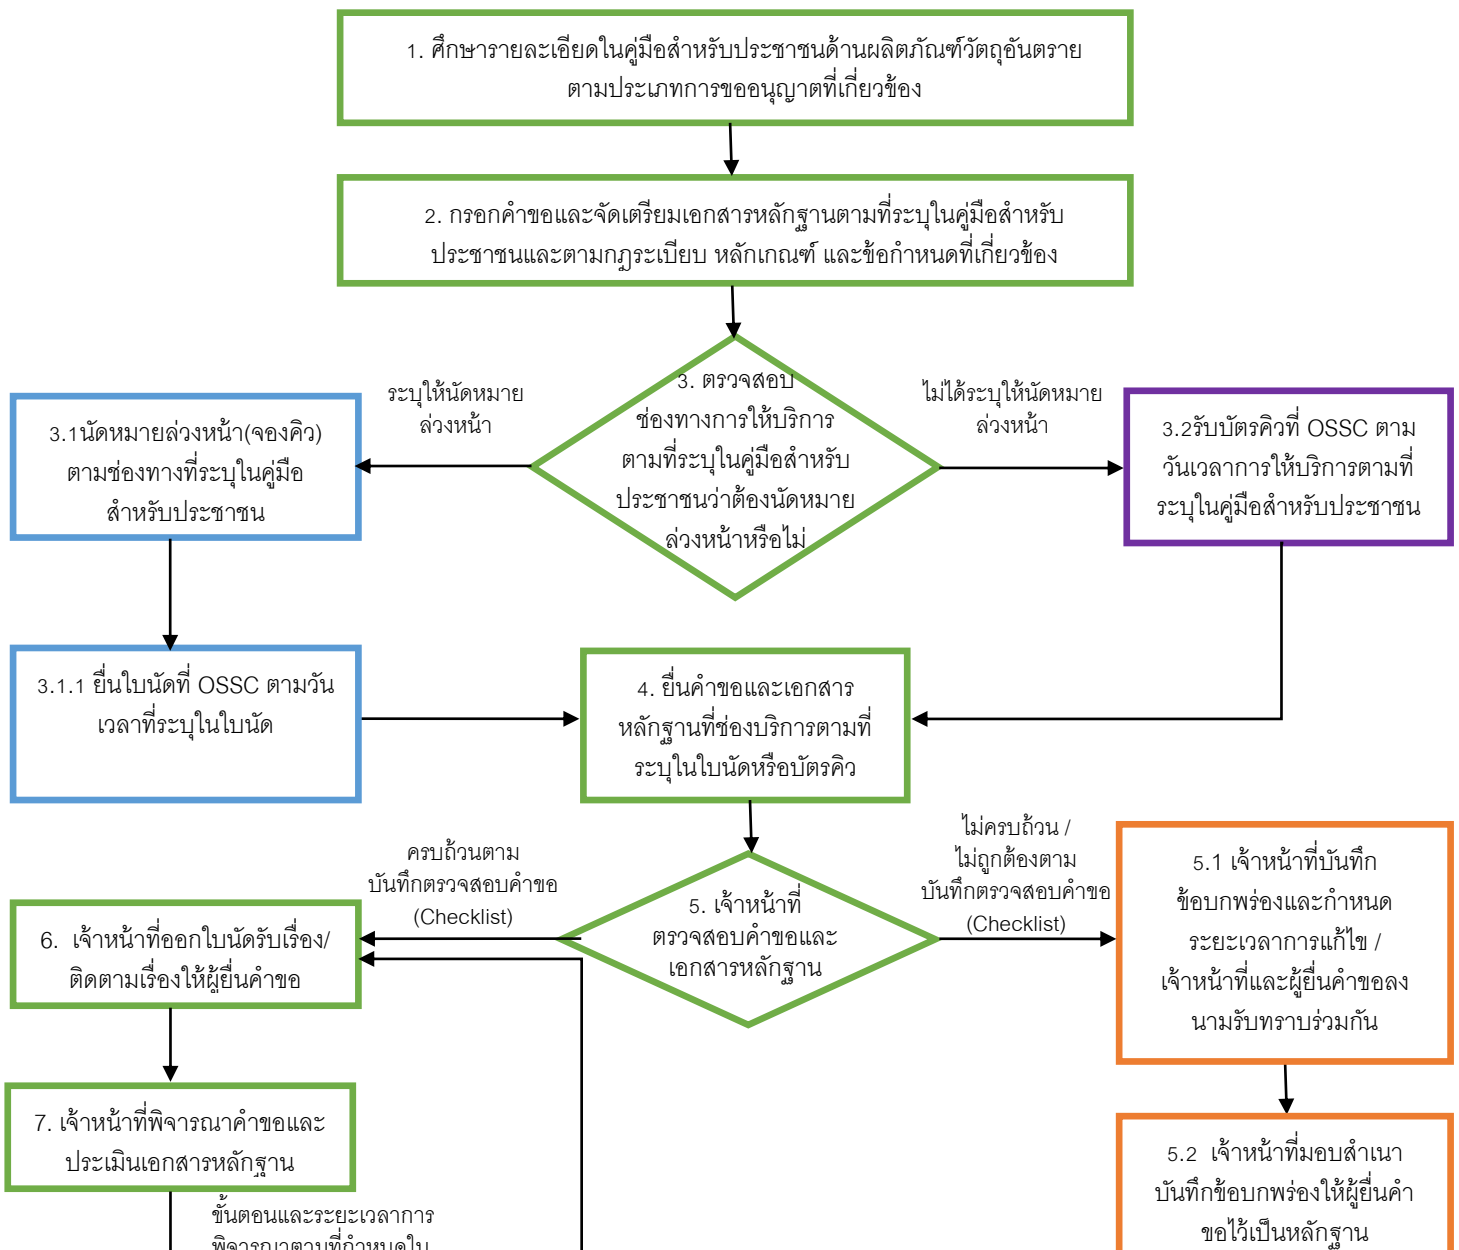 1. ศึกษารายละเอียดในคู่มือสำหรับประชาชนด้านผลิตภัณฑ์วัตถุอันตราย
ตามประเภทการขออนุญาตที่เกี่ยวข้อง
2. กรอกคำขอและจัดเตรียมเอกสารหลักฐานตามที่ระบุในคู่มือสำหรับ
ประชาชนและตามกฎระเบียบ หลักเกณฑ์ และข้อกำหนดที่เกี่ยวข้อง
3. ตรวจสอบ
ช่องทางการให้บริการ
ตามที่ระบุในคู่มือสำหรับ
ประชาชนว่าต้องนัดหมาย
ล่วงหน้าหรือไม่
ระบุให้นัดหมาย
ล่วงหน้า
ไม่ได้ระบุให้นัดหมาย
ล่วงหน้า
3.1นัดหมายล่วงหน้า(จองคิว)
ตามช่องทางที่ระบุในคู่มือ
สำหรับประชาชน
3.2รับบัตรคิวที่ OSSC ตาม
วันเวลาการให้บริการตามที่
ระบุในคู่มือสำหรับประชาชน
3.1.1 ยื่นใบนัดที่ OSSC ตามวัน
เวลาที่ระบุในใบนัด
4. ยื่นคำขอและเอกสาร
หลักฐานที่ช่องบริการตามที่
ระบุในใบนัดหรือบัตรคิว
ครบถ้วนตาม
บันทึกตรวจสอบคำขอ
(Checklist)
5. เจ้าหน้าที่
ตรวจสอบคำขอและ
เอกสารหลักฐาน
ไม่ครบถ้วน /
ไม่ถูกต้องตาม
บันทึกตรวจสอบคำขอ
(Checklist)
5.1 เจ้าหน้าที่บันทึก
ข้อบกพร่องและกำหนด
ระยะเวลาการแก้ไข /
เจ้าหน้าที่และผู้ยื่นคำขอลง
นามรับทราบร่วมกัน
6. เจ้าหน้าที่ออกใบนัดรับเรื่อง/
ติดตามเรื่องให้ผู้ยื่นคำขอ
7. เจ้าหน้าที่พิจารณาคำขอและ
ประเมินเอกสารหลักฐาน
5.2 เจ้าหน้าที่มอบสำเนา
บันทึกข้อบกพร่องให้ผู้ยื่นคำ
ขอไว้เป็นหลักฐาน
ขั้นตอนและระยะเวลาการ
พิจารณาตามที่กำหนดใน